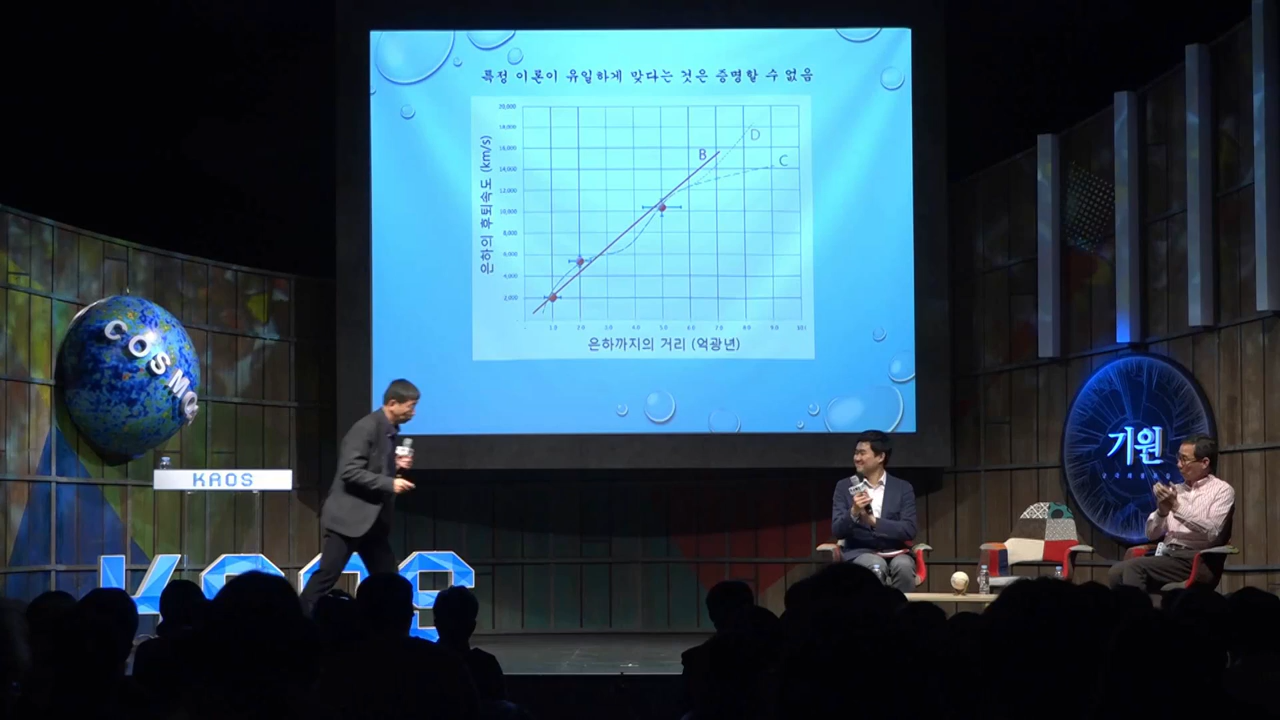 특정 이론이 유일하게 맞다는 것은 증명할 수 없음
20,000
18,000
16,000
14,000
12,000
10,000
8,000
6,000
4,000
2,000
은하의 후퇴속도 (km/s)
B
D
C
1.0 2.0 3.0 4.0 5.0 6.0 7.0 8.0 9.0
은하까지의 거리 (억광년)
COSMO
KAOS
기원